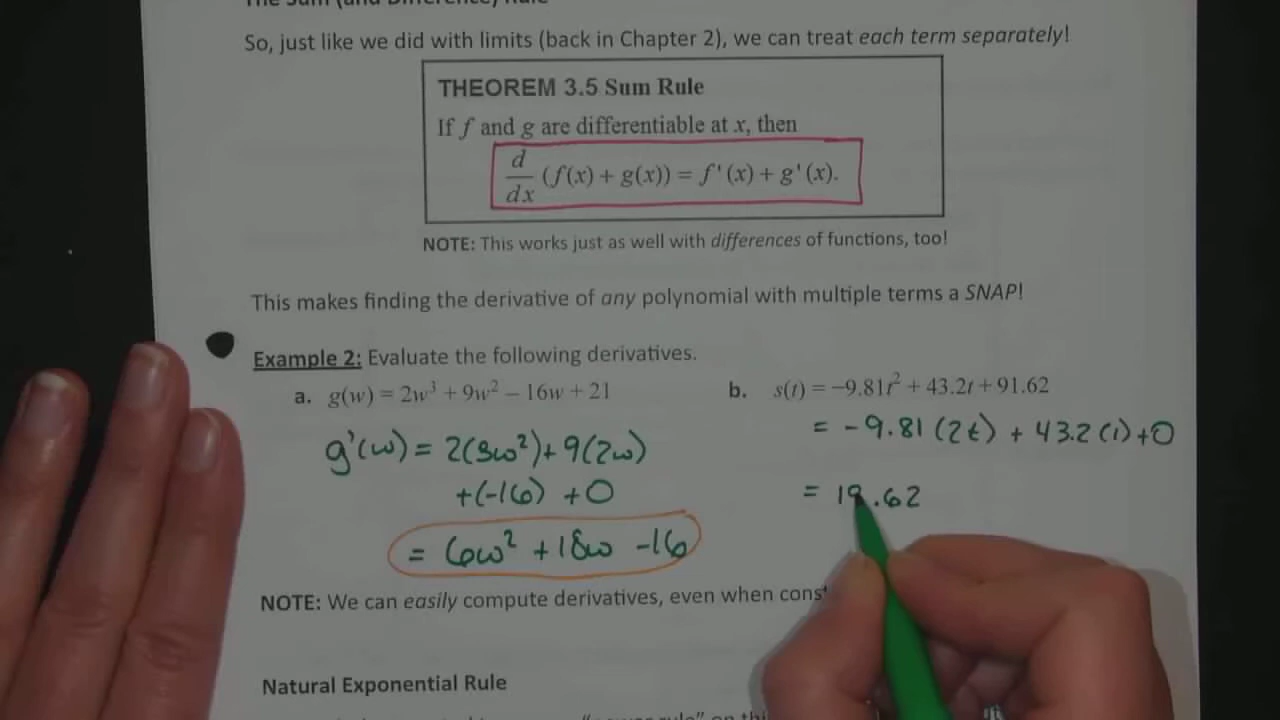 So, just like we did with limits (back in Chapter 2), we can treat each term separately!
THEOREM 3.5 Sum Rule
If f and g are differentiable at x, then
d/dx (f(x) + g(x)) = f'(x) + g'(x).
NOTE: This works just as well with differences of functions, too!
This makes finding the derivative of any polynomial with multiple terms a SNAP!
Example 2: Evaluate the following derivatives.
a. g(w) = 2w³ + 9w² – 16w + 21
g'(w) = 2(3w²) + 9(2w)
+ (-16) + 0
= 6w² + 18w - 16
b. s(t) = –9.81t² + 43.2t + 91.62
= -9.81 (2t) + 43.2 (1) + 0
= 19.62
NOTE: We can easily compute derivatives, even when
Natural Exponential Rule